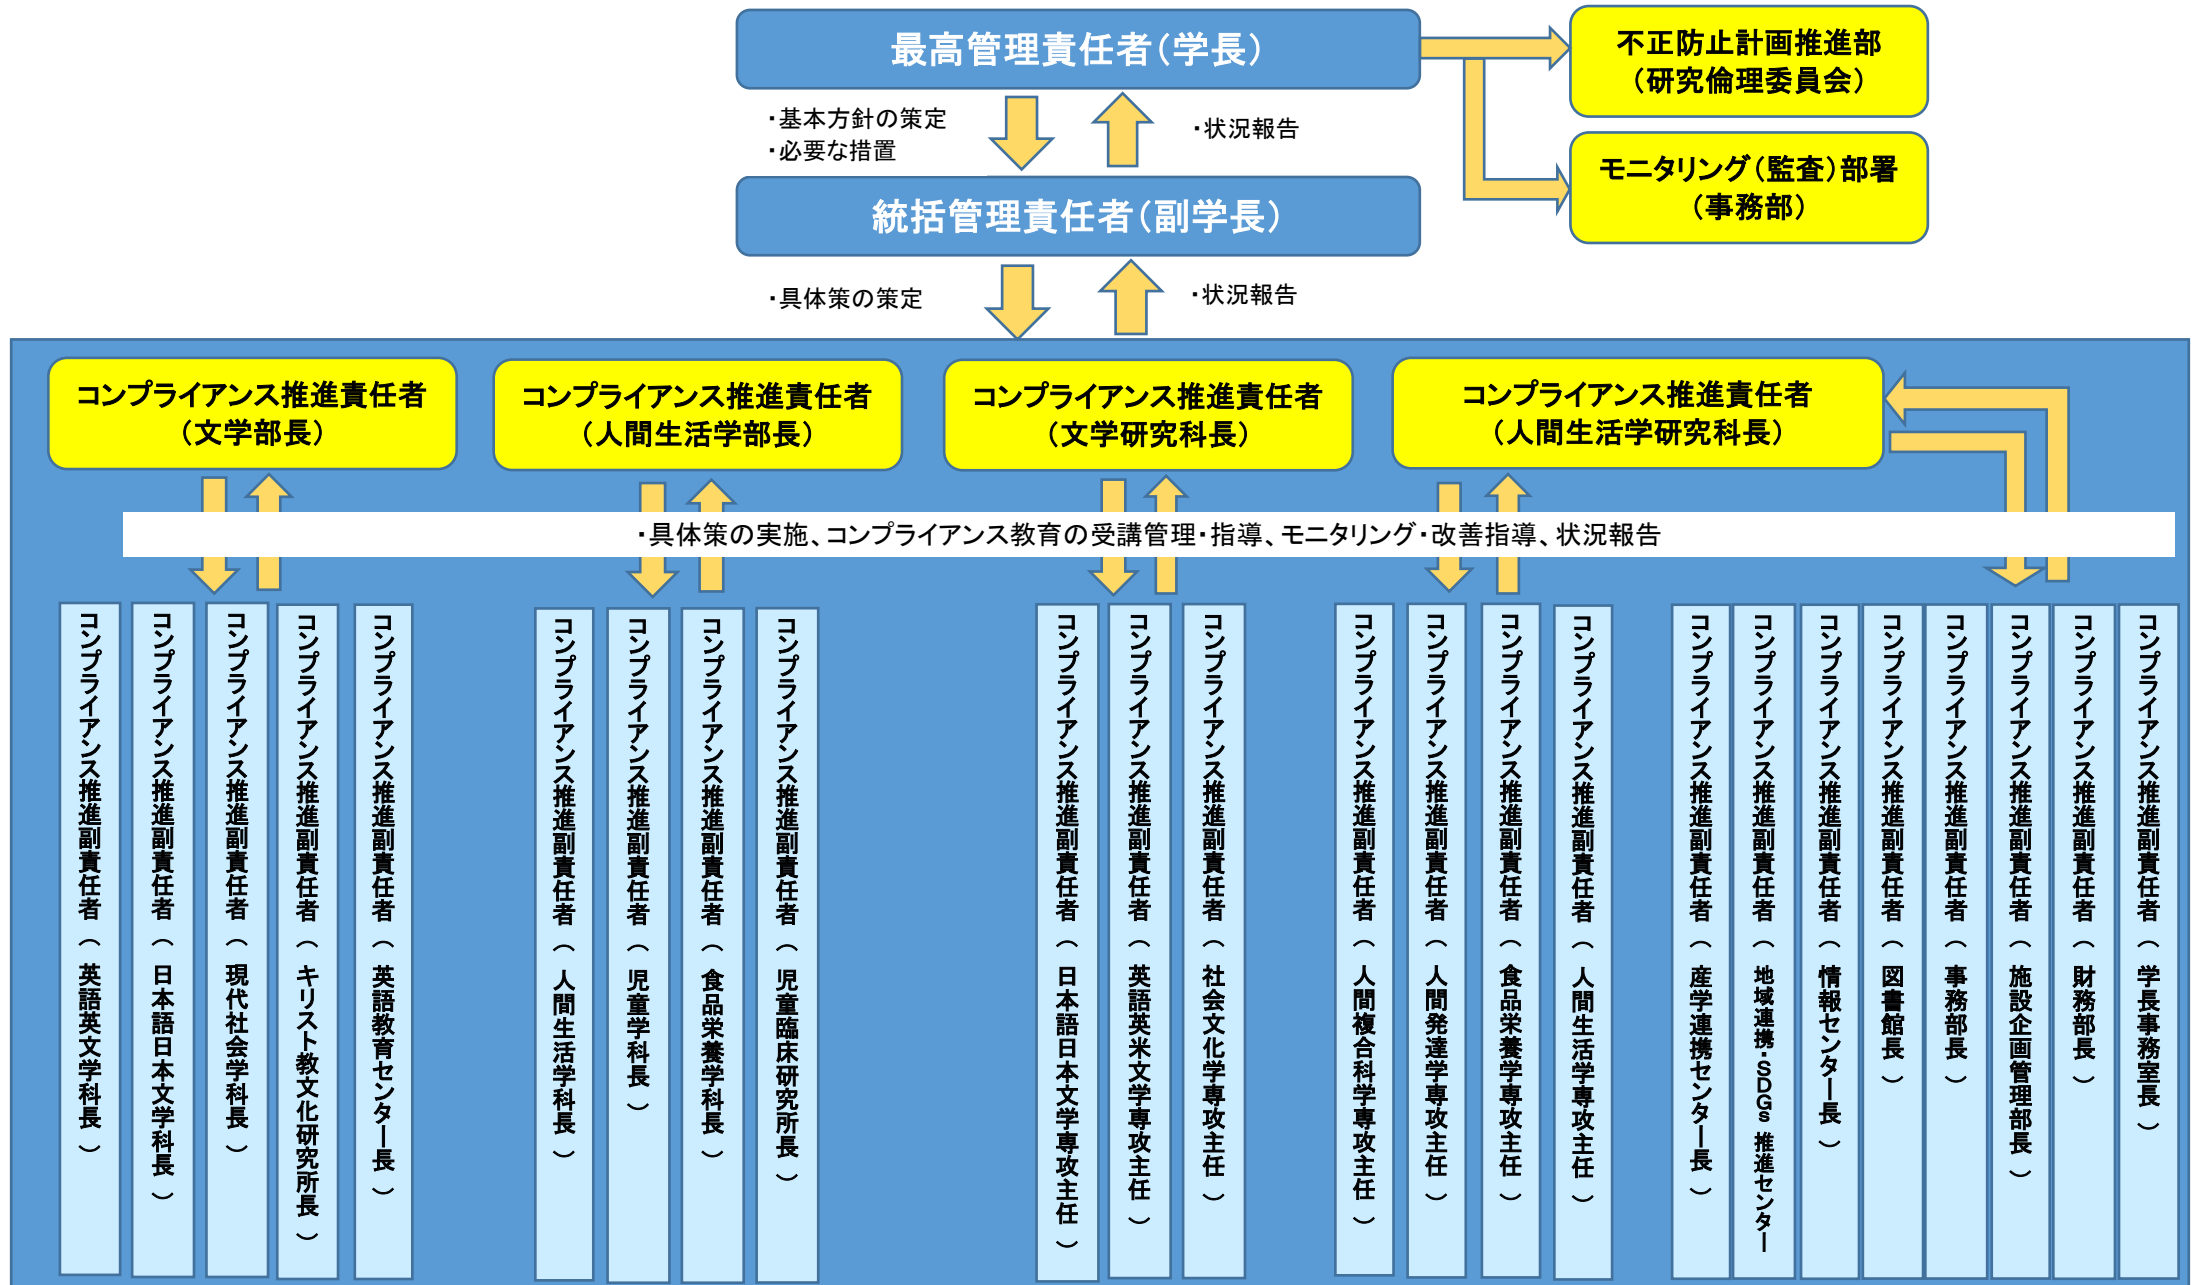 最高管理責任者（学長）
不正防止計画推進部
（研究倫理委員会）
・基本方針の策定
・必要な措置
・状況報告
モニタリング（監査）部署
（事務部）
統括管理責任者（副学長）
・具体策の策定
・状況報告
コンプライアンス推進責任者
（文学部長）
コンプライアンス推進責任者
（人間生活学部長）
コンプライアンス推進責任者
（文学研究科長）
コンプライアンス推進責任者
（人間生活学研究科長）
・具体策の実施、コンプライアンス教育の受講管理・指導、モニタリング・改善指導、状況報告
コンプライアンス推進副責任者（英語英文学科長）
コンプライアンス推進副責任者（日本語日本文学科長）
コンプライアンス推進副責任者（現代社会学科長）
コンプライアンス推進副責任者（キリスト教文化研究所長）
コンプライアンス推進副責任者（英語教育センター長）
コンプライアンス推進副責任者（人間生活学科長）
コンプライアンス推進副責任者（児童学科長）
コンプライアンス推進副責任者（食品栄養学科長）
コンプライアンス推進副責任者（児童臨床研究所長）
コンプライアンス推進副責任者（日本語日本文学専攻主任）
コンプライアンス推進副責任者（英語英米文学専攻主任）
コンプライアンス推進副責任者（社会文化学専攻主任）
コンプライアンス推進副責任者（人間複合科学専攻主任）
コンプライアンス推進副責任者（人間発達学専攻主任）
コンプライアンス推進副責任者（食品栄養学専攻主任）
コンプライアンス推進副責任者（人間生活学専攻主任）
コンプライアンス推進副責任者（産学連携センター長）
コンプライアンス推進副責任者（地域連携・SDGs推進センター
コンプライアンス推進副責任者（情報センター長）
コンプライアンス推進副責任者（図書館長）
コンプライアンス推進副責任者（事務部長）
コンプライアンス推進副責任者（施設企画管理部長）
コンプライアンス推進副責任者（財務部長）
コンプライアンス推進副責任者（学長事務室長）